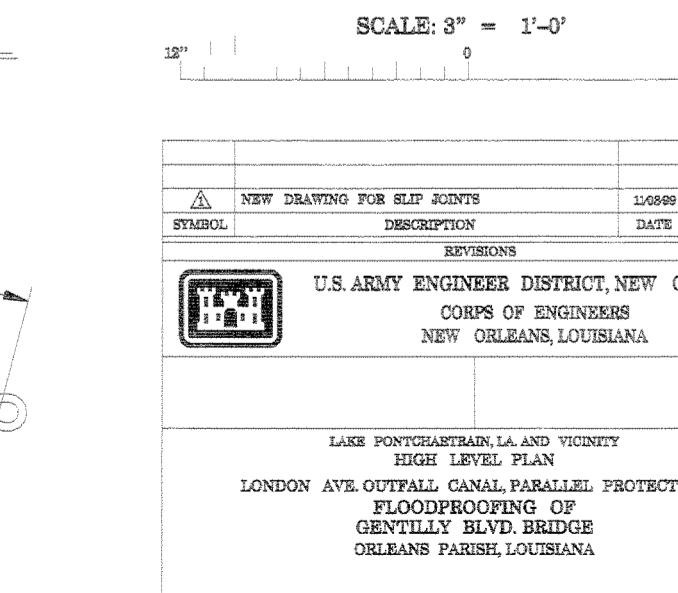 SCALE: 3" = 1'-0'
12" 0
1 NEW DRAWING FOR SLIP JOINTS 11/03/99
SYMBOL DESCRIPTION DATE
REVISIONS
U.S. ARMY ENGINEER DISTRICT, NEW
CORPS OF ENGINEERS
NEW ORLEANS, LOUISIANA
LAKE PONTCHARTRAIN, LA. AND VICINITY
HIGH LEVEL PLAN
LONDON AVE. OUTFALL CANAL, PARALLEL PROTECT
FLOODPROOFING OF
GENTILLY BLVD. BRIDGE
ORLEANS PARISH, LOUISIANA